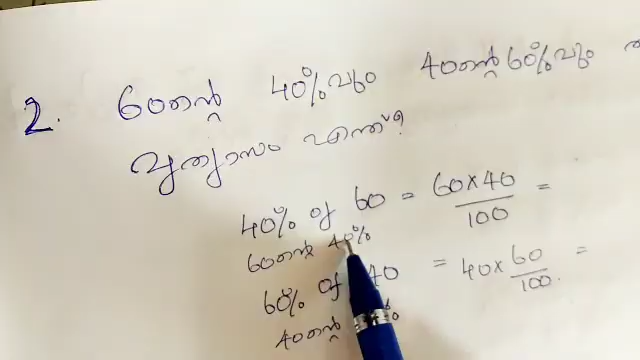 2. 60ന്റെ 40%വും 40ന്റെ 60%വും ത
വ്യത്യാസം എന്ത്?
40% of 60 = 60×40/100 =
60ന്റെ 40%
60% of 40 = 40×60/100 =
40ന്റെ %